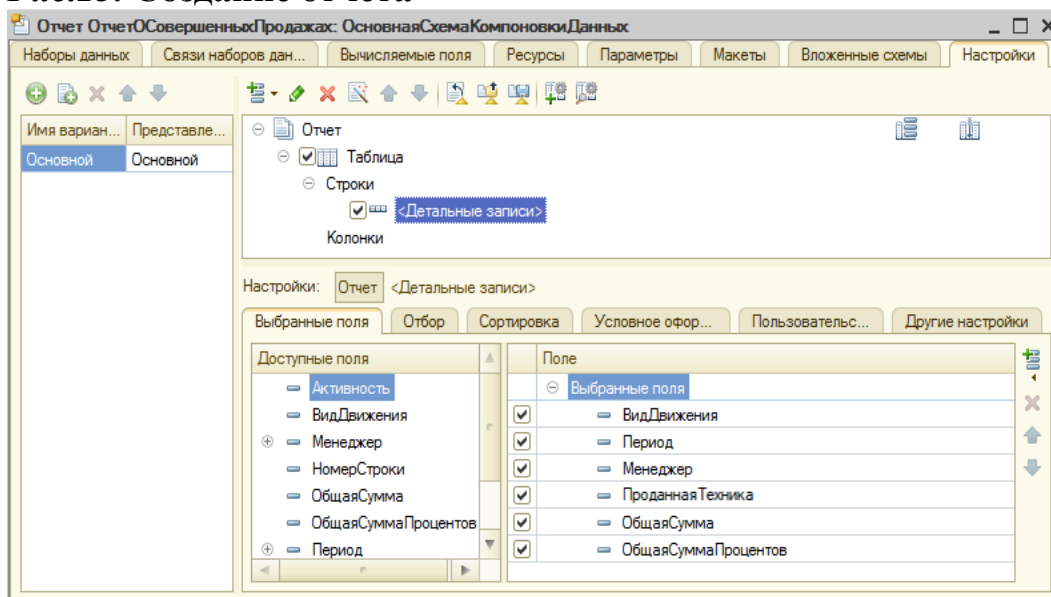 Отчет ОтчетОСовершенныхПродажах: ОсновнаяСхемаКомпоновкиДанных
Наборы данных Связи наборов дан... Вычисляемые поля Ресурсы Параметры Макеты Вложенные схемы Настройки
Имя вариан... Представле...
Основной Основной
Отчет
Таблица
Строки
<Детальные записи>
Колонки
Настройки: Отчет <Детальные записи>
Выбранные поля Отбор Сортировка Условное офор... Пользовательс... Другие настройки
Доступные поля
Активность
ВидДвижения
Менеджер
НомерСтроки
ОбщаяСумма
ОбщаяСуммаПроцентов
Период
Поле
Выбранные поля
ВидДвижения
Период
Менеджер
ПроданнаяТехника
ОбщаяСумма
ОбщаяСуммаПроцентов